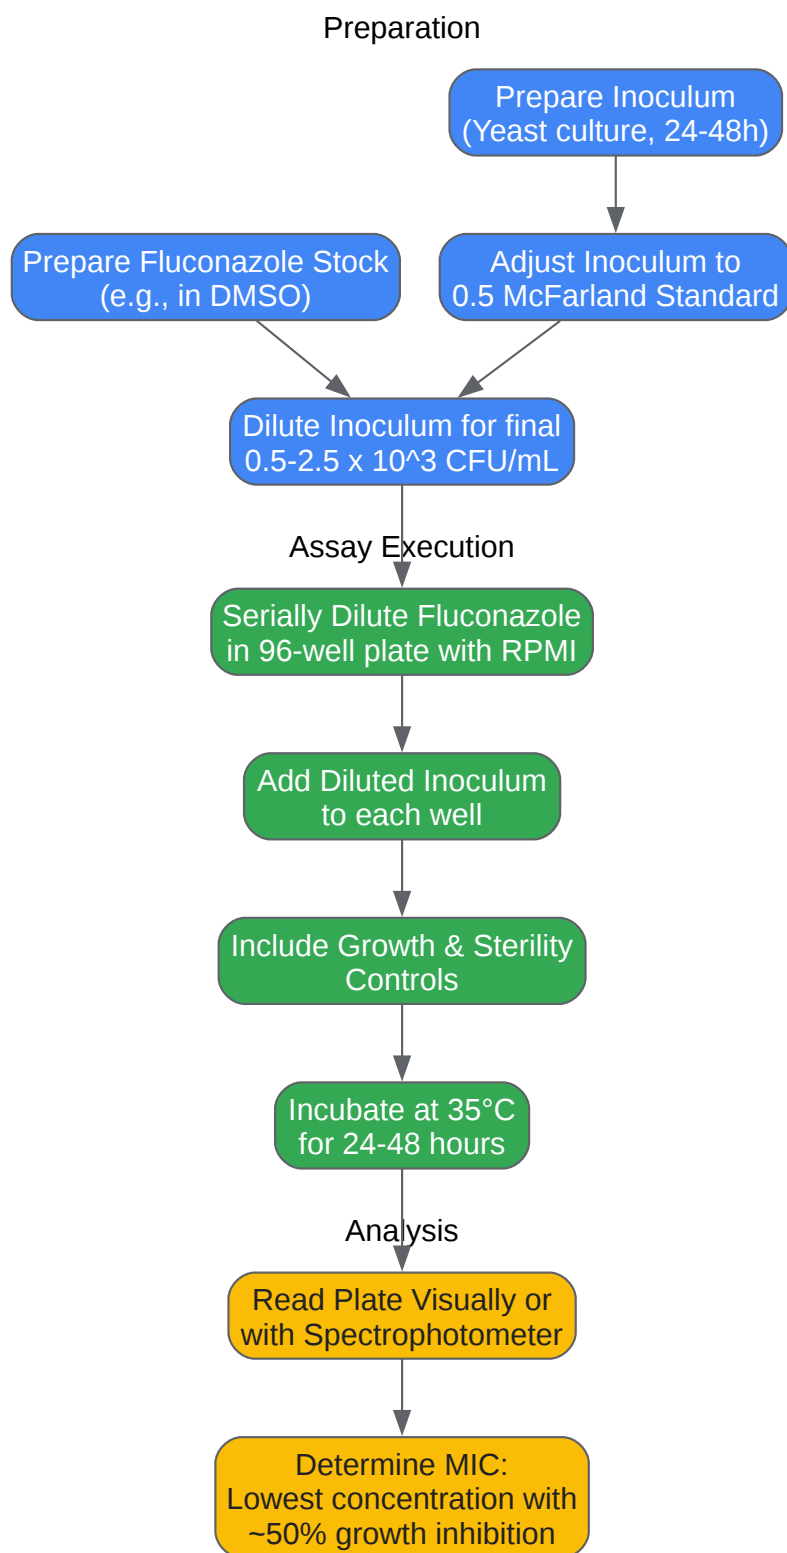 Preparation
Prepare Inoculum
(Yeast culture, 24-48h)
Prepare Fluconazole Stock
(e.g., in DMSO)
Adjust Inoculum to
0.5 McFarland Standard
Dilute Inoculum for final
0.5-2.5 x 10^3 CFU/mL
Assay Execution
Serially Dilute Fluconazole
in 96-well plate with RPMI
Add Diluted Inoculum
to each well
Include Growth & Sterility
Controls
Incubate at 35°C
for 24-48 hours
Analysis
Read Plate Visually or
with Spectrophotometer
Determine MIC:
Lowest concentration with
~50% growth inhibition